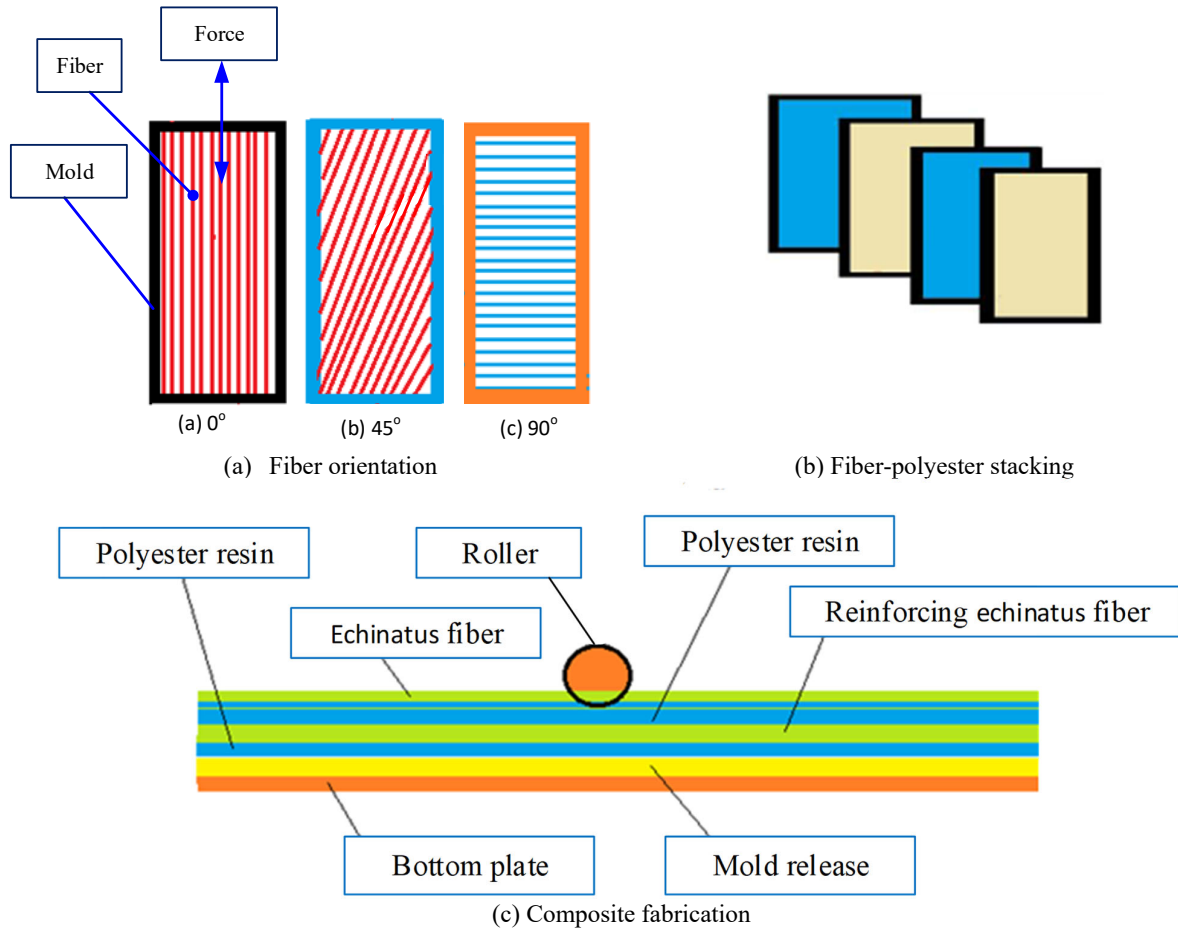 Force
Fiber
Mold
(a) 0°
(b) 45°
(c) 90°
(a) Fiber orientation
(b) Fiber-polyester stacking
Polyester resin
Roller
Polyester resin
Echinatus fiber
Reinforcing echinatus fiber
Bottom plate
Mold release
(c) Composite fabrication